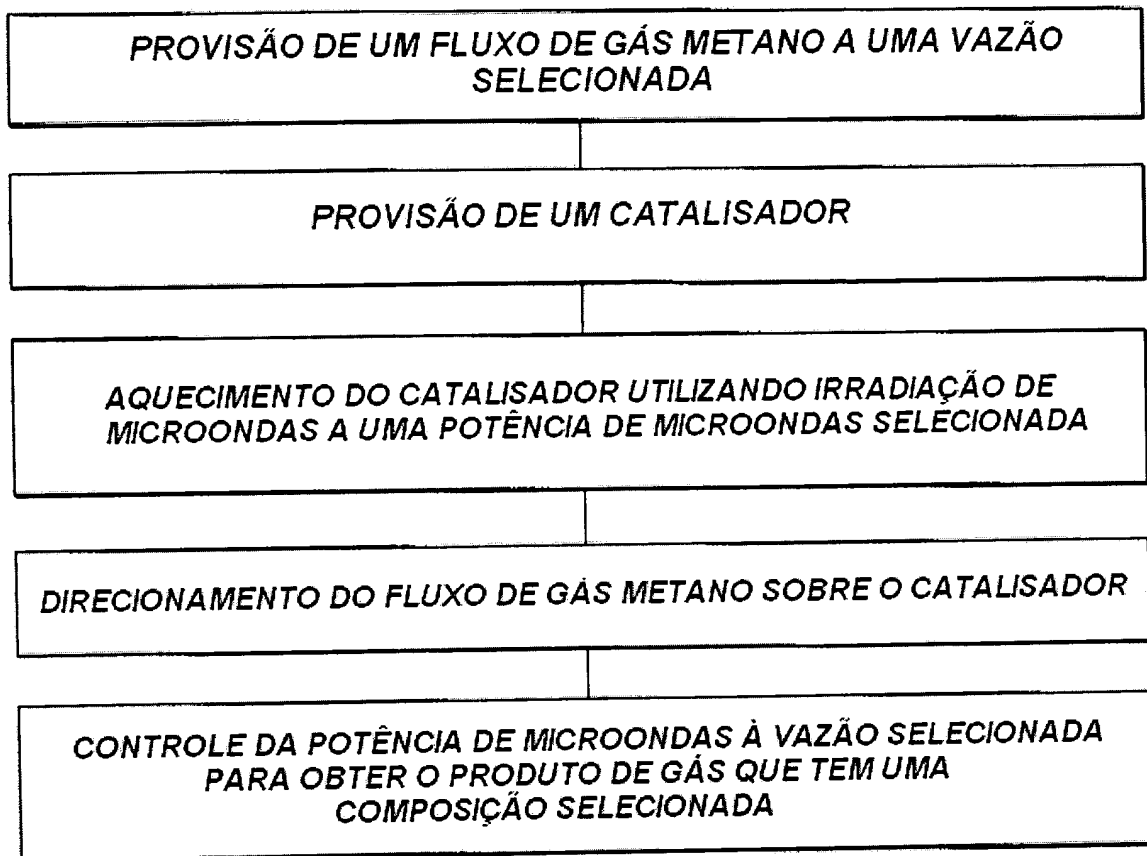 PROVISÃO DE UM FLUXO DE GÁS METANO A UMA VAZÃO
SELECIONADA
PROVISÃO DE UM CATALISADOR
AQUECIMENTO DO CATALISADOR UTILIZANDO IRRADIAÇÃO DE
MICROONDAS A UMA POTÊNCIA DE MICROONDAS SELECIONADA
DIRECIONAMENTO DO FLUXO DE GÁS METANO SOBRE O CATALISADOR
CONTROLE DA POTÊNCIA DE MICROONDAS À VAZÃO SELECIONADA
PARA OBTER O PRODUTO DE GÁS QUE TEM UMA
COMPOSIÇÃO SELECIONADA